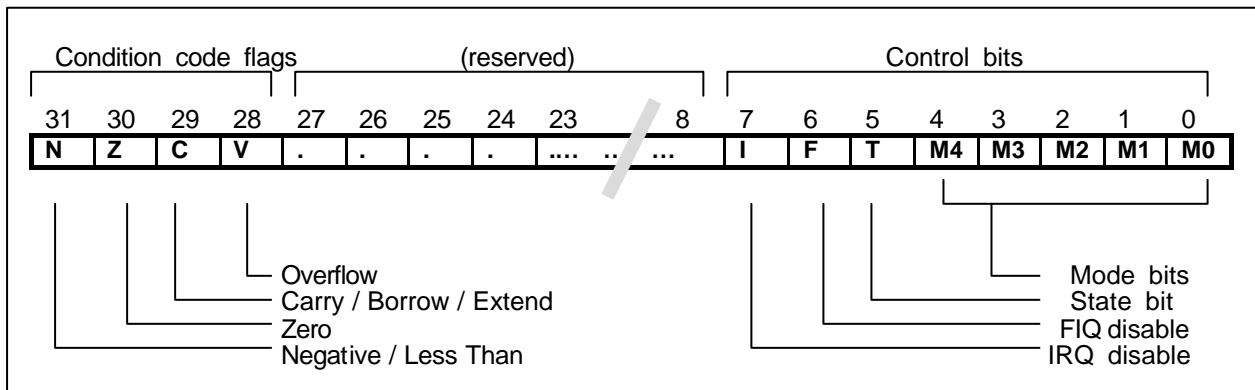 Condition code flags (reserved) Control bits
31 30 29 28 27 26 25 24 23 8 7 6 5 4 3 2 1 0
N Z C V . . . . .... .. ... I F T M4 M3 M2 M1 M0
Overflow Mode bits
Carry / Borrow / Extend State bit
Zero FIQ disable
Negative / Less Than IRQ disable